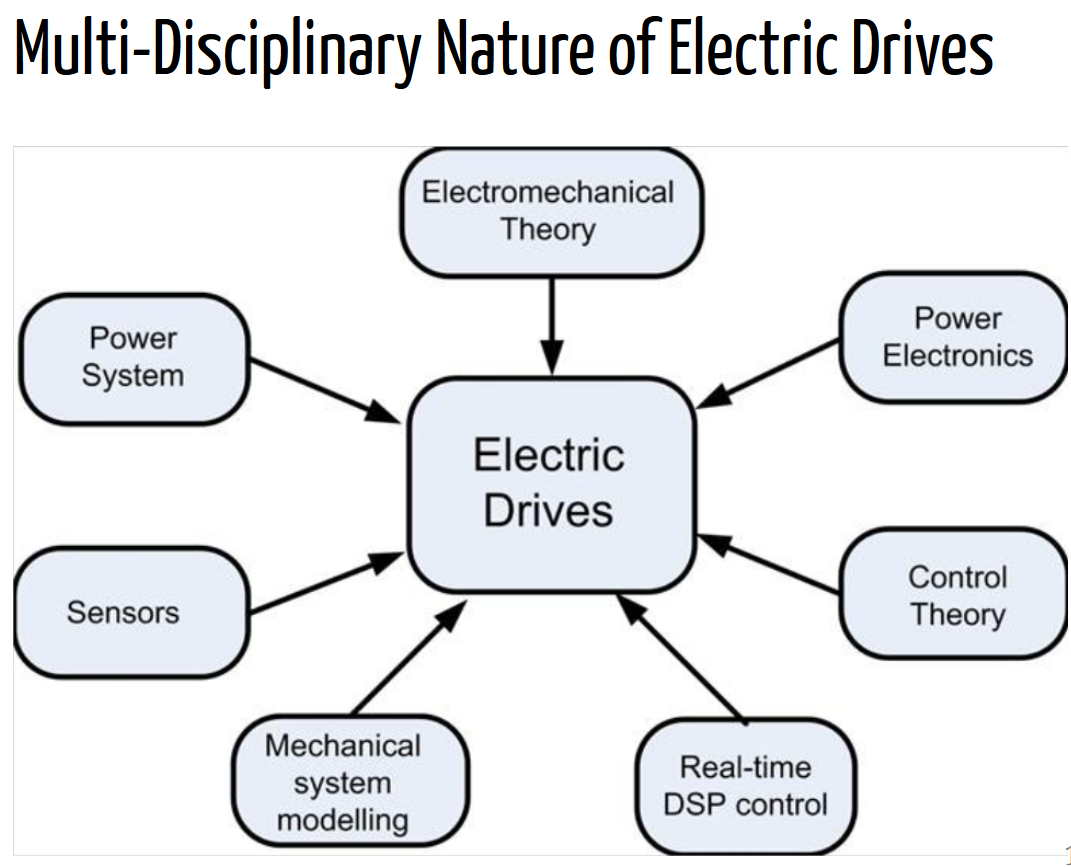 Multi-Disciplinary Nature of Electric Drives
Electromechanical
Theory
Power
System
Power
Electronics
Electric
Drives
Sensors
Control
Theory
Mechanical
system
modelling
Real-time
DSP control